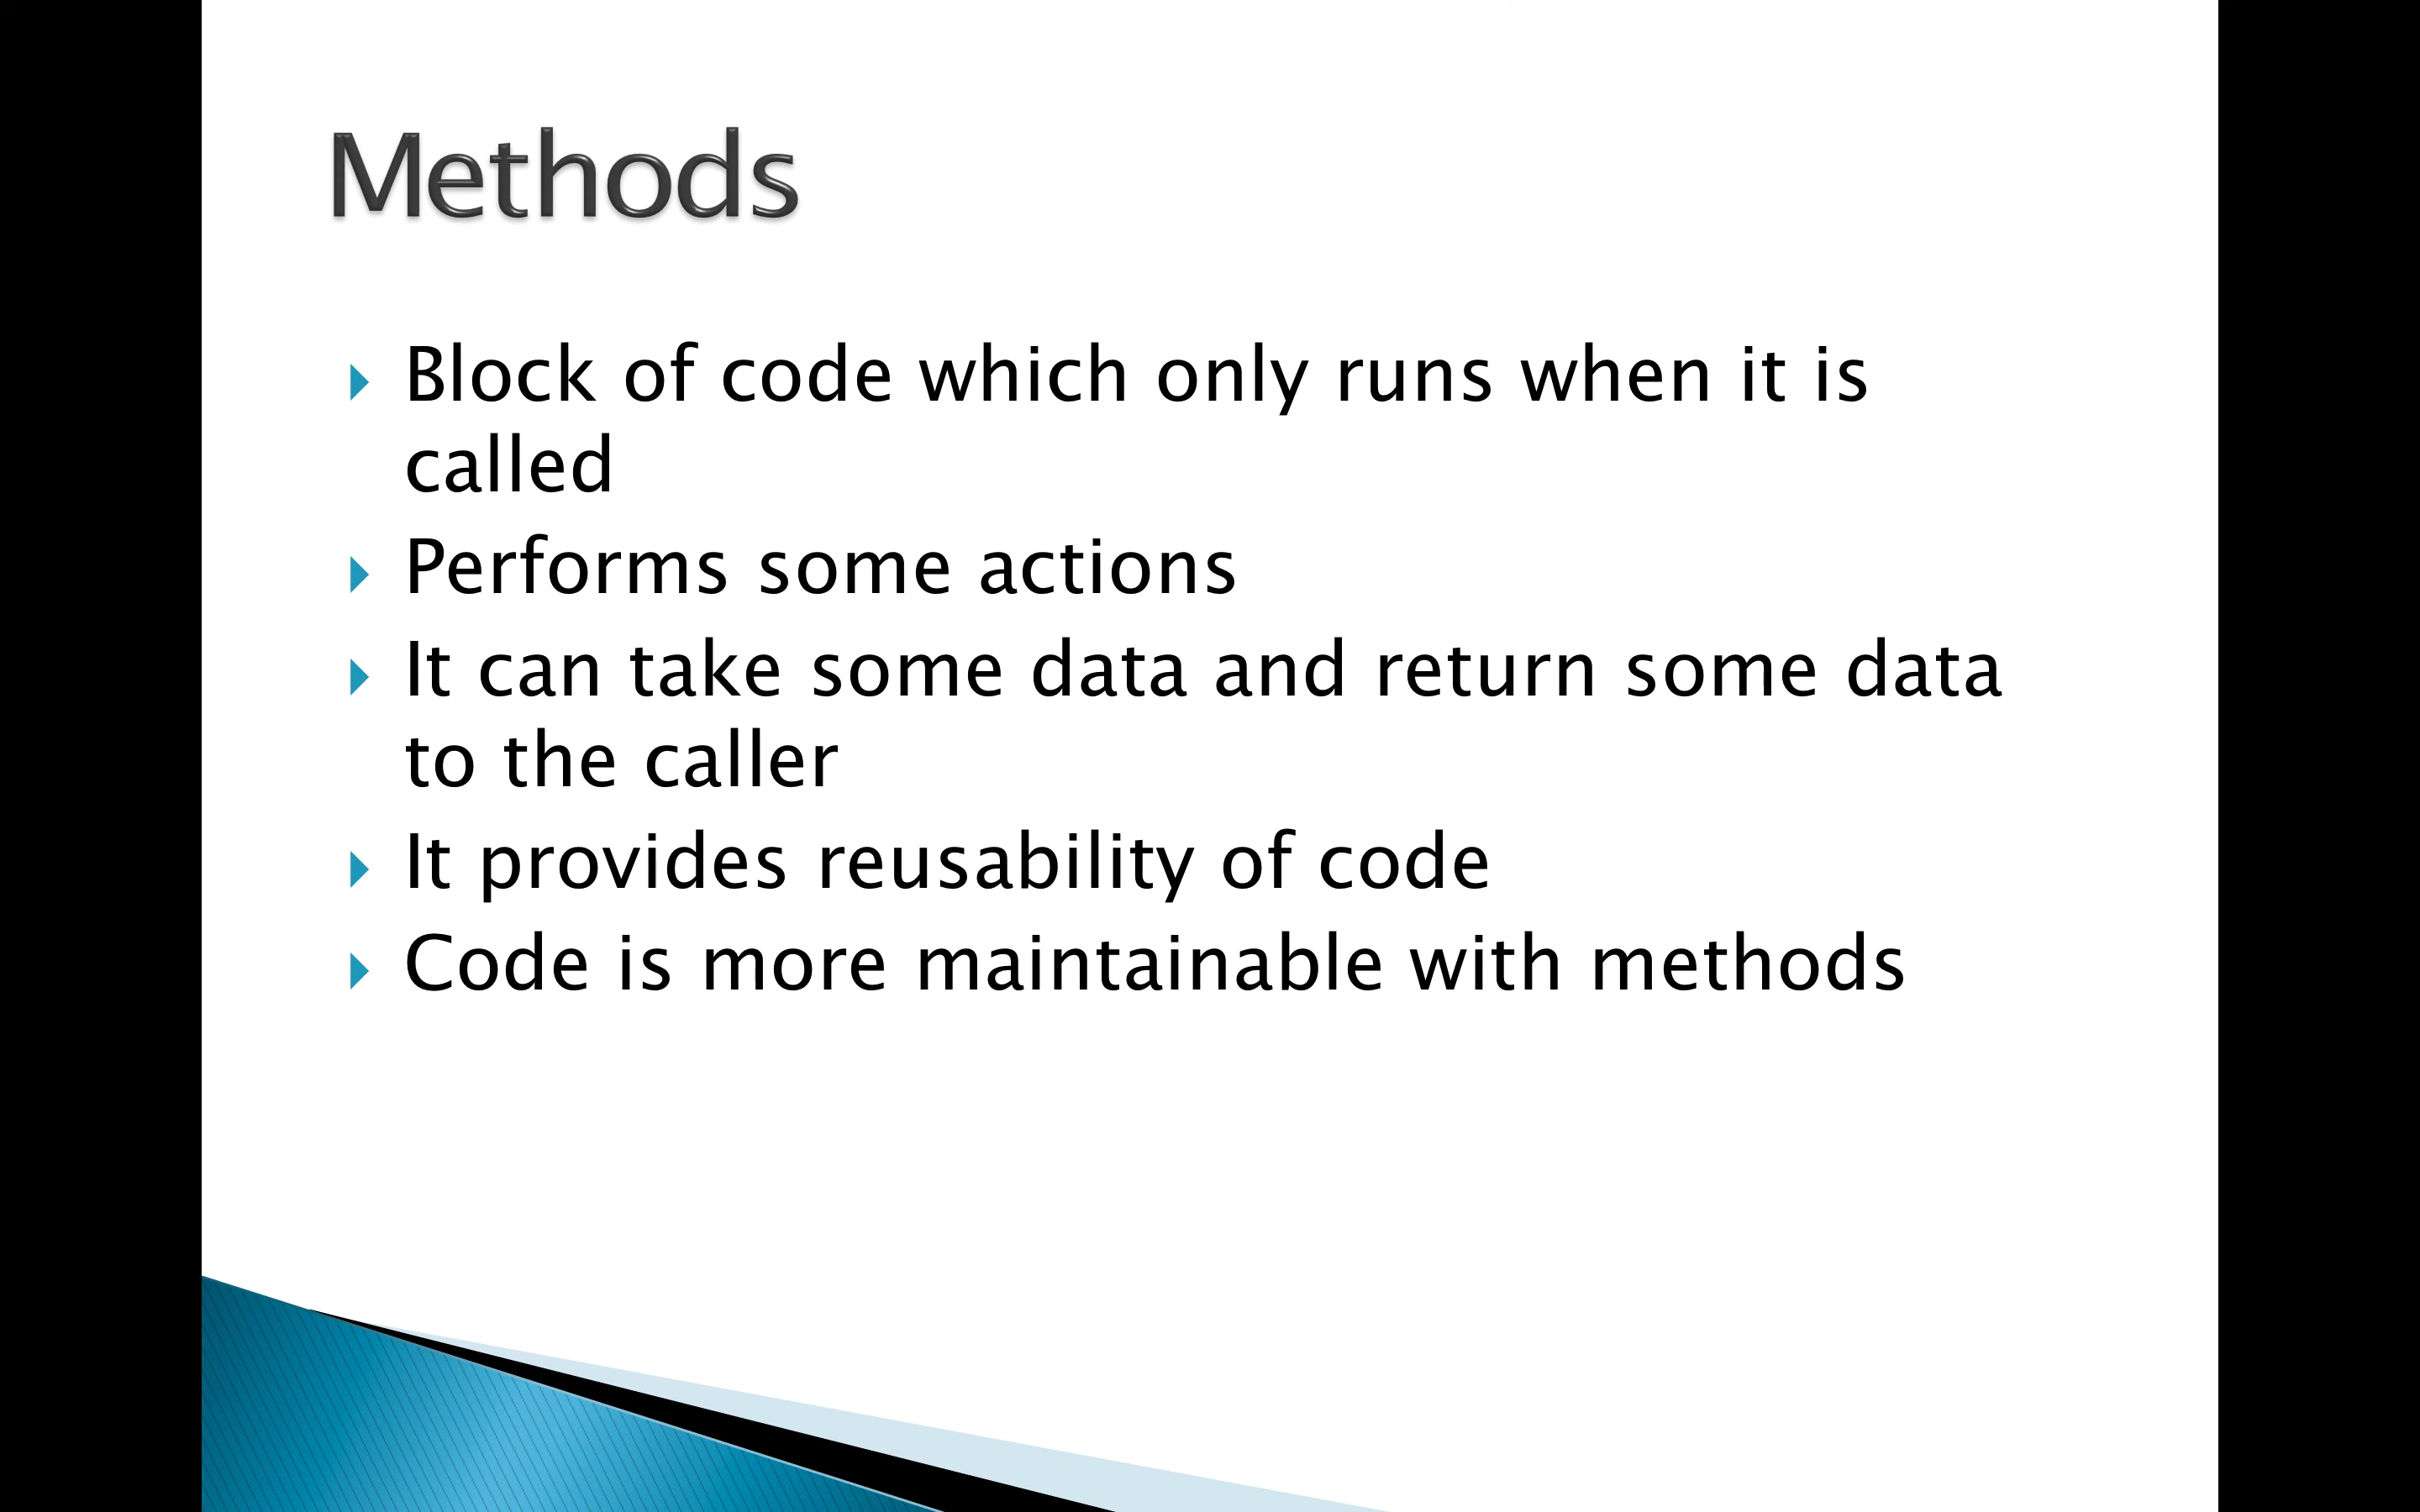 Methods
Block of code which only runs when it is
called
Performs some actions
It can take some data and return some data
to the caller
It provides reusability of code
Code is more maintainable with methods